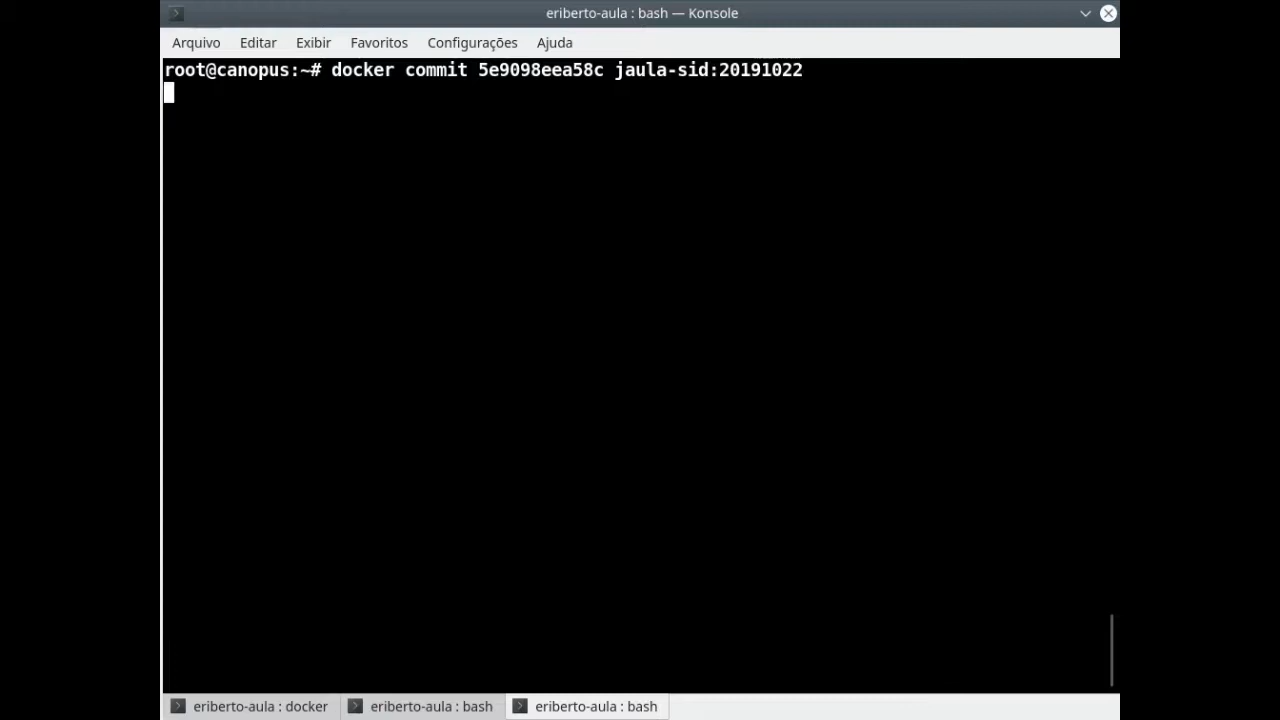 eriberto-aula : bash — Konsole
Arquivo Editar Exibir Favoritos Configurações Ajuda
root@canopus:~# docker commit 5e9098eea58c jaula-sid:20191022
eriberto-aula : docker eriberto-aula : bash eriberto-aula : bash